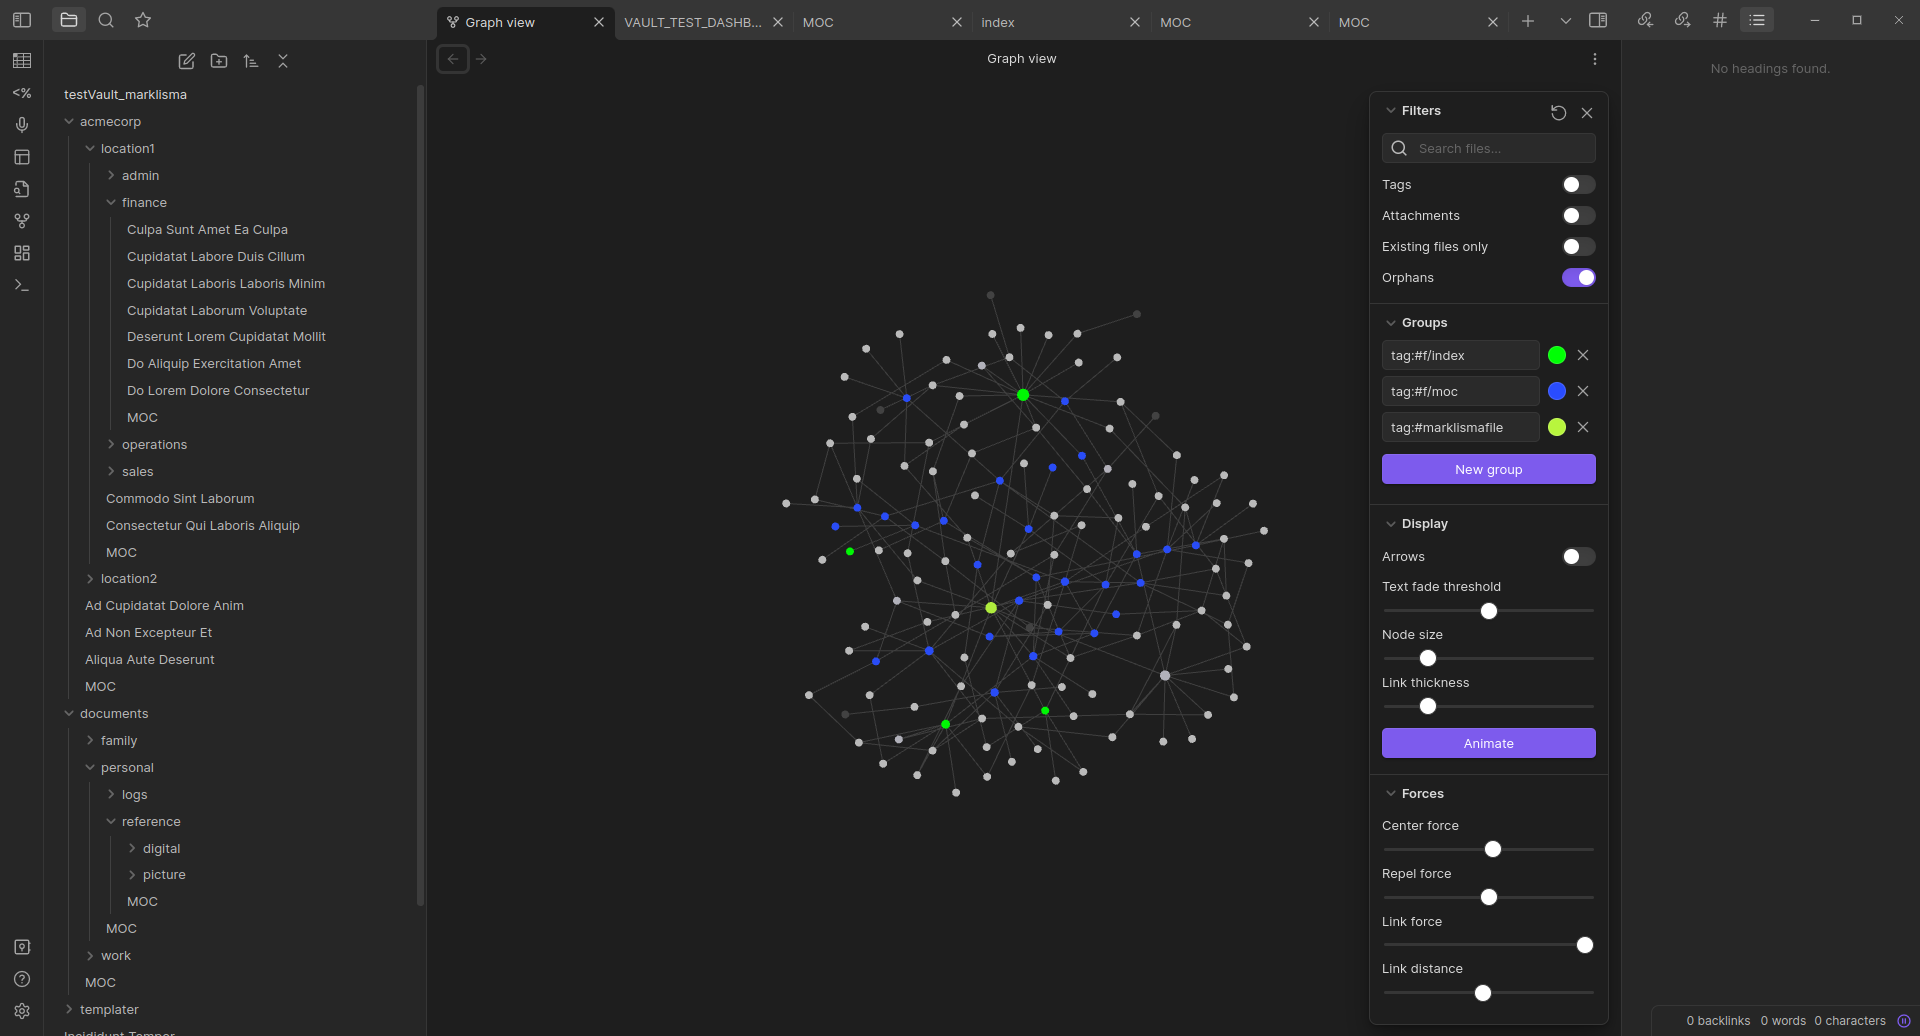 Graph view
VAULT_TEST_DASHB...
MOC
index
MOC
MOC
testVault_marklisma
acmecorp
location1
admin
finance
Culpa Sunt Amet Ea Culpa
Cupidatat Labore Duis Cillum
Cupidatat Laboris Laboris Minim
Cupidatat Laborum Voluptate
Deserunt Lorem Cupidatat Mollit
Do Aliquip Exercitation Amet
Do Lorem Dolore Consectetur
MOC
operations
sales
Commodo Sint Laborum
Consectetur Qui Laboris Aliquip
MOC
location2
Ad Cupidatat Dolore Anim
Ad Non Excepteur Et
Aliqua Aute Deserunt
MOC
documents
family
personal
logs
reference
digital
picture
MOC
MOC
work
MOC
templater
Graph view
Filters
Search files...
Tags
Attachments
Existing files only
Orphans
Groups
tag:#f/index
tag:#f/moc
tag:#marklismafile
New group
Display
Arrows
Text fade threshold
Node size
Link thickness
Animate
Forces
Center force
Repel force
Link force
Link distance
No headings found.
0 backlinks 0 words 0 characters